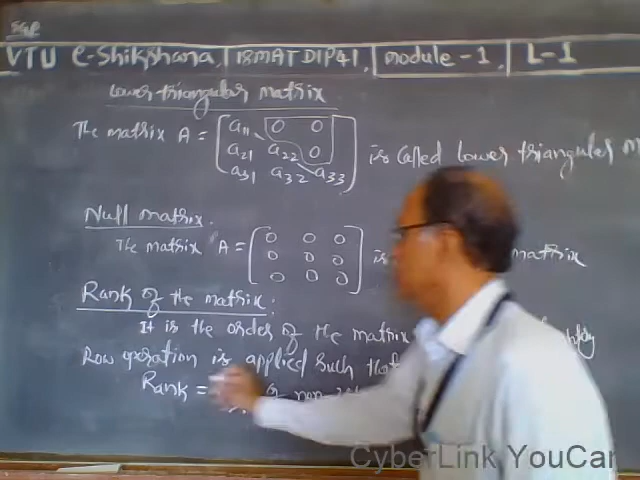 VTU e-Shikshana, 18MATDIP41, module - 1 L-1
Lower triangular matrix
The matrix A = [a11 0 0
a21 a22 0
a31 a32 a33] is called lower triangular
Null matrix.
The matrix A = [0 0 0
0 0 0
0 0 0] is matrix
Rank of the matrix:
It is the order of the matrix
Row operation is applied such that
Rank = of non
CyberLink YouCam